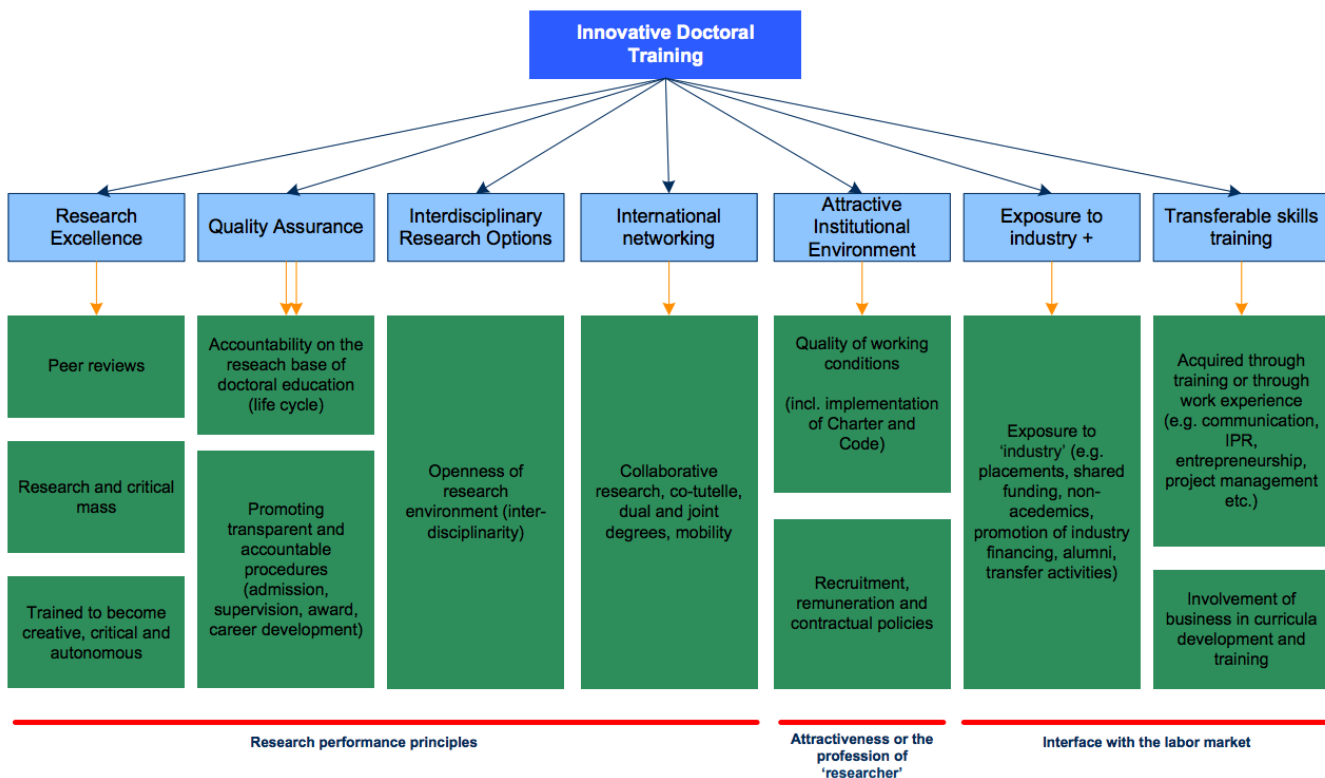 Innovative Doctoral
Training
Research
Excellence
Quality Assurance
Interdisciplinary
Research Options
International
networking
Attractive
Institutional
Environment
Exposure to
industry +
Transferable skills
training
Peer reviews
Research and critical
mass
Trained to become
creative, critical and
autonomous
Accountability on the
reseach base of
doctoral education
(life cycle)
Promoting
transparent and
accountable
procedures
(admission,
supervision, award,
career development)
Openness of
research
environment (inter-
disciplinarity)
Collaborative
research, co-tutelle,
dual and joint
degrees, mobility
Quality of working
conditions
(incl. implementation
of Charter and
Code)
Recruitment,
remuneration and
contractual policies
Exposure to
‘industry’ (e.g.
placements, shared
funding, non-
acedemics,
promotion of industry
financing, alumni,
transfer activities)
Acquired through
training or through
work experience
(e.g. communication,
IPR,
entrepreneurship,
project management
etc.)
Involvement of
business in curricula
development and
training
Research performance principles
Attractiveness or the
profession of
‘researcher’
Interface with the labor market